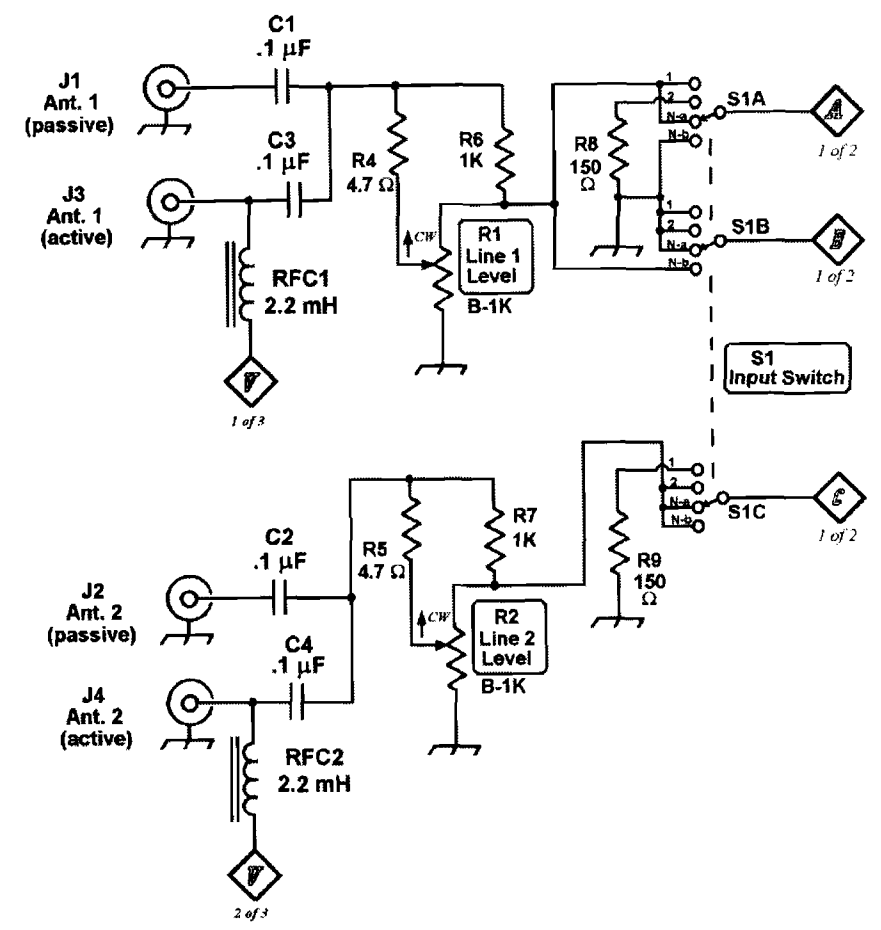 C1
.1 µF
J1
Ant. 1
(passive)
C3
.1 µF
J3
Ant. 1
(active)
RFC1
2.2 mH
V
1 of 3
R4
4.7 Ω
R6
1K
CW
R1
Line 1
Level
B-1K
R8
150
Ω
1
2
N-a
N-b
S1A
A
1 of 2
1
2
N-a
N-b
S1B
B
1 of 2
S1
Input Switch
C2
.1 µF
J2
Ant. 2
(passive)
C4
.1 µF
J4
Ant. 2
(active)
RFC2
2.2 mH
V
2 of 3
R5
4.7 Ω
R7
1K
CW
R2
Line 2
Level
B-1K
R9
150
Ω
1
2
N-a
N-b
S1C
C
1 of 2